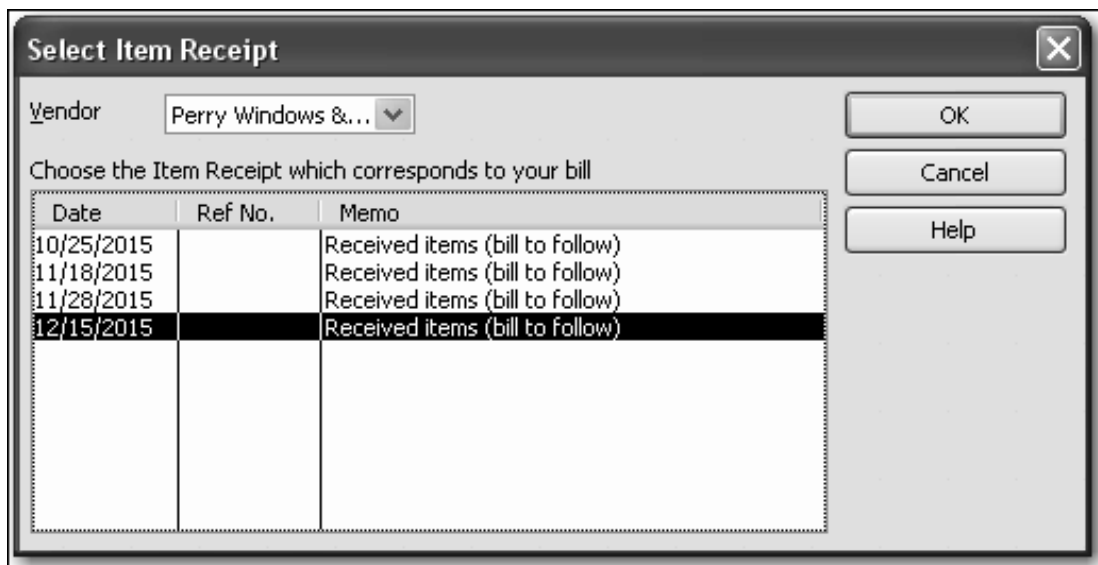 Select Item Receipt
Vendor Perry Windows &... OK
Choose the Item Receipt which corresponds to your bill Cancel
Date Ref No. Memo Help
10/25/2015 Received items (bill to follow)
11/18/2015 Received items (bill to follow)
11/28/2015 Received items (bill to follow)
12/15/2015 Received items (bill to follow)